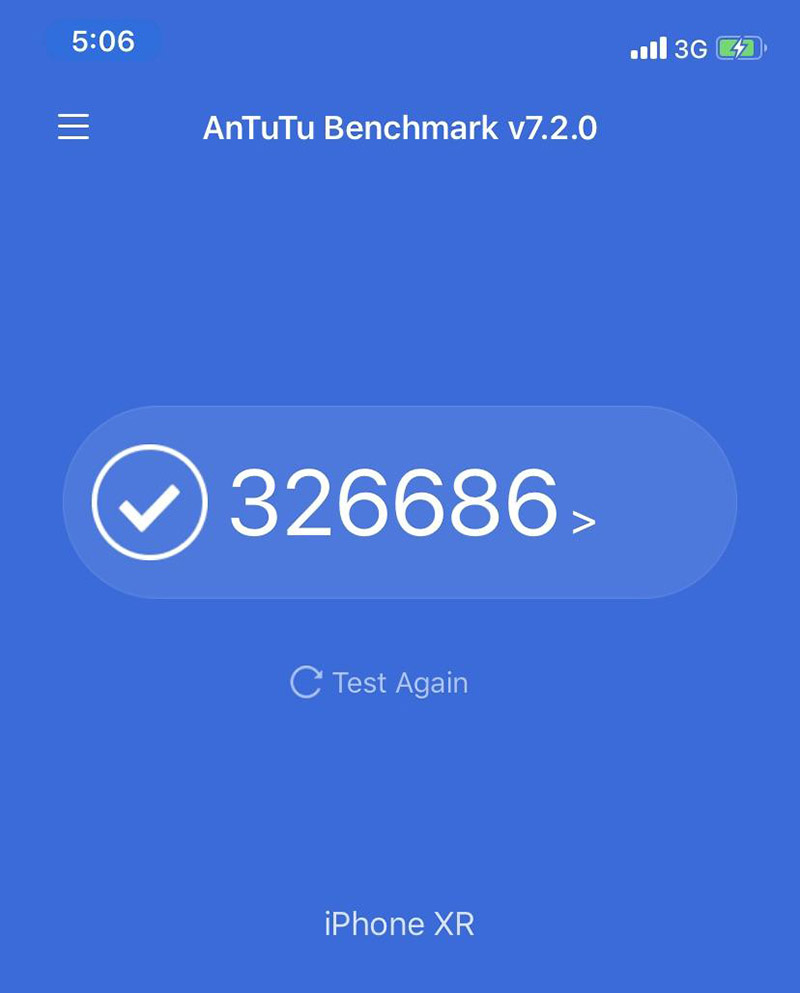 5:06
3G
AnTuTu Benchmark v7.2.0
326686 >
Test Again
iPhone XR